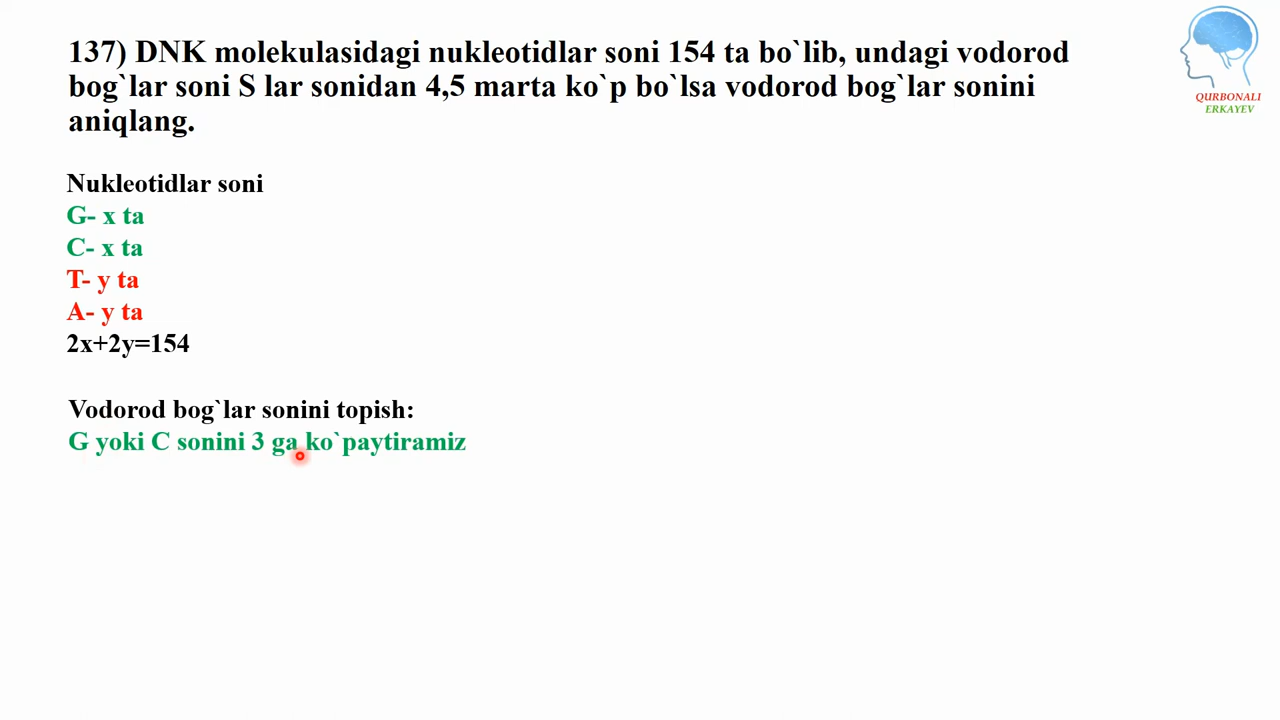 137) DNK molekulasidagi nukleotidlar soni 154 ta bo`lib, undagi vodorod
bog`lar soni S lar sonidan 4,5 marta ko`p bo`lsa vodorod bog`lar sonini
aniqlang.
QURBONALI
ERKAYEV
Nukleotidlar soni
G- x ta
C- x ta
T- y ta
A- y ta
2x+2y=154
Vodorod bog`lar sonini topish:
G yoki C sonini 3 ga ko`paytiramiz